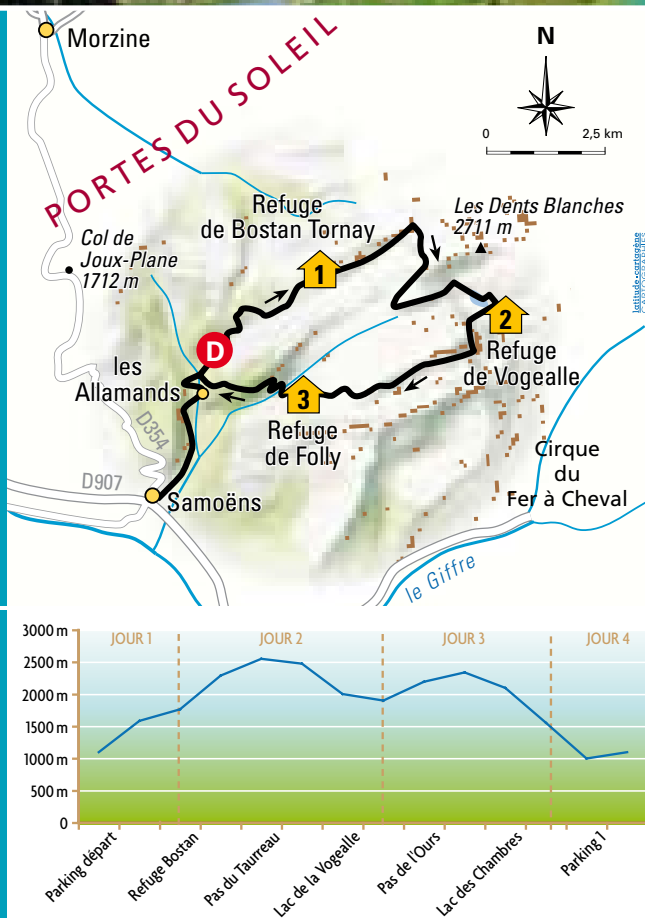 Morzine
PORTES DU SOLEIL
N
0 2,5 km
Refuge
de Bostan Tornay
Les Dents Blanches
2711 m
Col de
Joux-Plane
1712 m
latitude-cartagène
CARTOGRAPHES
1
D
2
Refuge
de Vogealle
les
Allamands
3
Refuge
de Folly
D354
D907
Samoëns
Cirque
du
Fer à Cheval
le Giffre
3000 m
2500 m
2000 m
1500 m
1000 m
500 m
0
JOUR 1
JOUR 2
JOUR 3
JOUR 4
Parking départ
Refuge Bostan
Pas du Taurreau
Lac de la Vogealle
Pas de l'Ours
Lac des Chambres
Parking 1